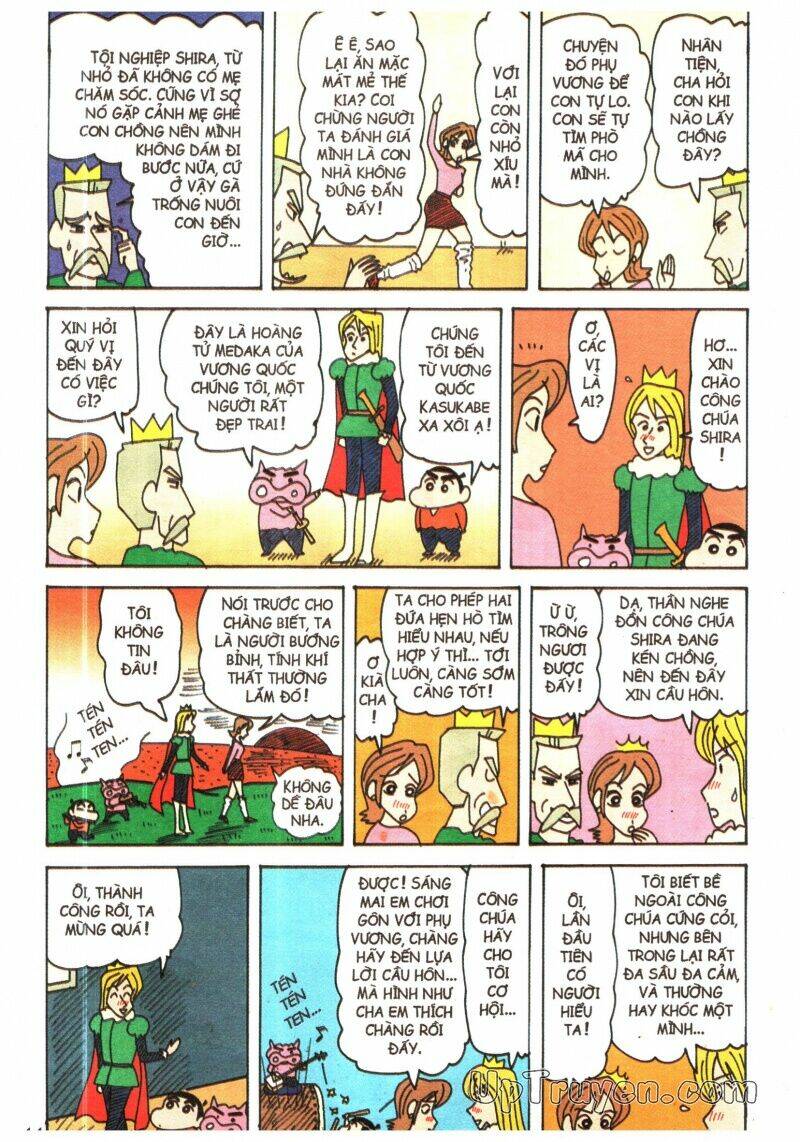 NHÂN
TIỆN,
CHA HỎI
CON KHI
NÀO LẤY
CHỒNG
ĐÂY?
CHUYỆN
ĐÓ PHỤ
VƯƠNG ĐỂ
CON TỰ LO.
CON SẼ TỰ
TÌM PHÒ
MÃ CHO
MÌNH.
VỚI
LẠI
CON
CÒN
NHỎ
XÍU
MÀ!
Ê Ê, SAO
LẠI ĂN MẶC
MÁT MẺ THẾ
KIA? COI
CHỪNG NGƯỜI
TA ĐÁNH GIÁ
MÌNH LÀ CON
NHÀ KHÔNG
ĐỨNG ĐẮN
ĐẤY!
TỘI NGHIỆP SHIRA, TỪ
NHỎ ĐÃ KHÔNG CÓ MẸ
CHĂM SÓC. CŨNG VÌ SỢ
NÓ GẶP CẢNH MẸ GHẺ
CON CHỒNG NÊN MÌNH
KHÔNG DÁM ĐI
BƯỚC NỮA, CỨ
Ở VẬY GÀ
TRỐNG NUÔI
CON ĐẾN
GIỜ...
HƠ...
XIN
CHÀO
CÔNG
CHÚA
SHIRA!
Ơ,
CÁC
VỊ
LÀ
AI?
CHÚNG
TÔI ĐẾN
TỪ VƯƠNG
QUỐC
KASUKABE
XA XÔI Ạ!
ĐÂY LÀ HOÀNG
TỬ MEDAKA CỦA
VƯƠNG QUỐC
CHÚNG TÔI, MỘT
NGƯỜI RẤT
ĐẸP TRAI!
XIN HỎI
QUÝ VỊ
ĐẾN ĐÂY
CÓ VIỆC
GÌ?
DẠ, THẦN NGHE
ĐỒN CÔNG CHÚA
SHIRA ĐANG
KÉN CHỒNG,
NÊN ĐẾN ĐÂY
XIN CẦU HÔN.
Ừ Ừ,
TRÔNG
NGƯƠI
ĐƯỢC
ĐẤY!
TA CHO PHÉP HAI
ĐỨA HẸN HÒ TÌM
HIỂU NHAU, NẾU
HỢP Ý THÌ... TỚI
LUÔN, CÀNG SỚM
CÀNG TỐT!
Ơ
KÌA
CHA!
NÓI TRƯỚC CHO
CHÀNG BIẾT, TA
LÀ NGƯỜI BƯỚNG
BỈNH, TÍNH KHÍ
THẤT THƯỜNG
LẮM ĐÓ!
TÔI
KHÔNG
TIN
ĐÂU!
TÉN
TÉN
TEN...
KHÔNG
DỄ ĐÂU
NHA.
TÔI BIẾT BỀ
NGOÀI CÔNG
CHÚA CỨNG CỎI,
NHƯNG BÊN
TRONG LẠI RẤT
ĐA SẦU ĐA CẢM,
VÀ THƯỜNG
HAY KHÓC MỘT
MÌNH...
ÔI,
LẦN
ĐẦU
TIÊN
CÓ
NGƯỜI
HIỂU
TA!
CÔNG
CHÚA
HÃY
CHO
TÔI
CƠ
HỘI...
ĐƯỢC! SÁNG
MAI EM CHƠI
GÔN VỚI PHỤ
VƯƠNG, CHÀNG
HÃY ĐẾN LỰA
LỜI CẦU HÔN...
MÀ HÌNH NHƯ
CHA EM THÍCH
CHÀNG RỒI
ĐẤY.
TÉN
TÉN
TEN...
ÔI, THÀNH
CÔNG RỒI, TA
MỪNG QUÁ!
UpTruyen.com